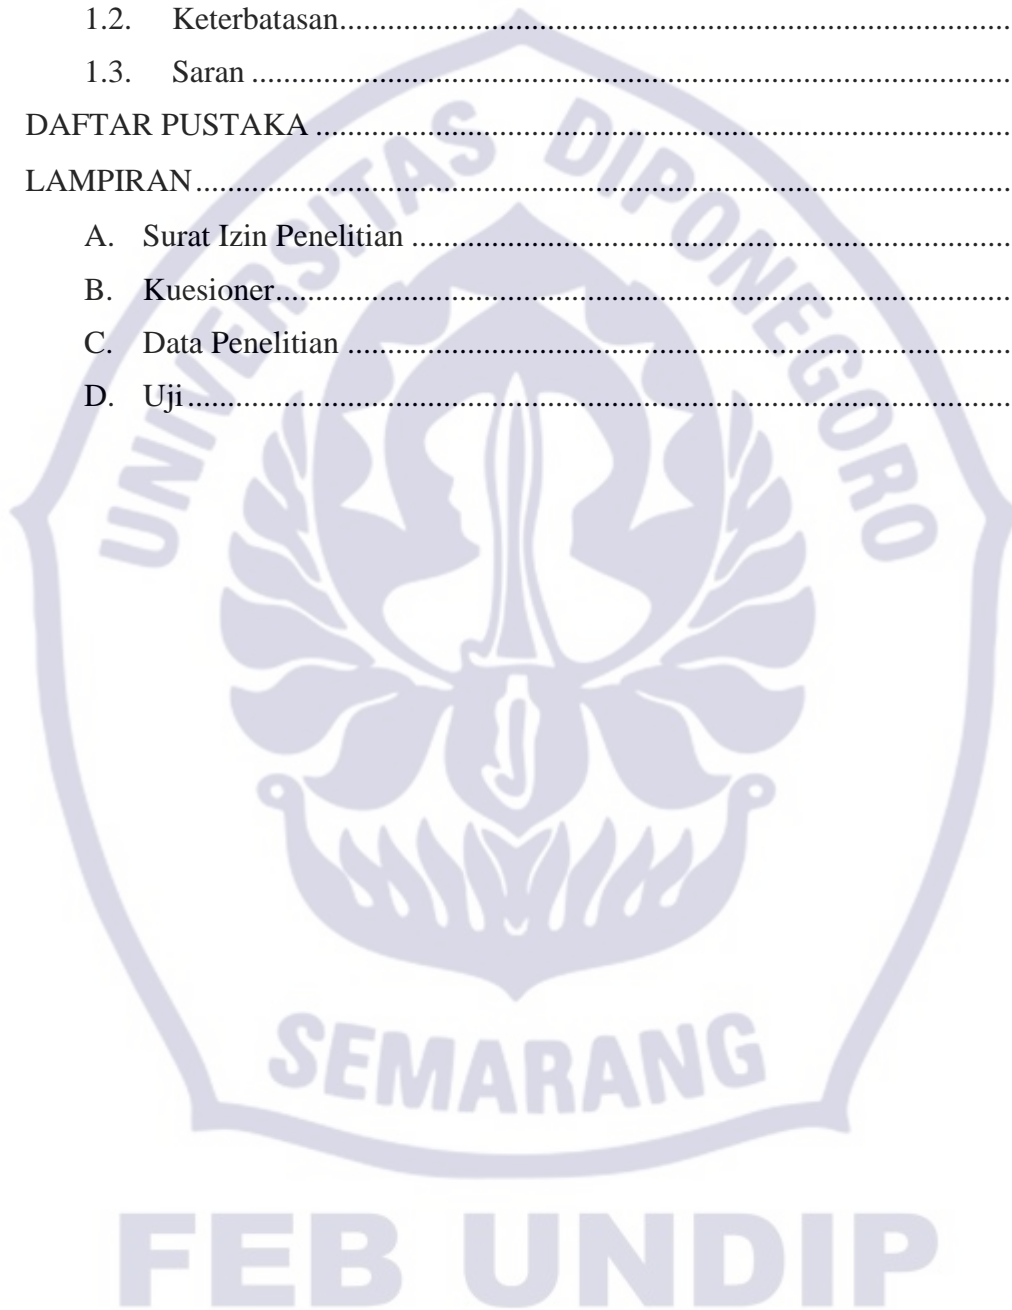 1.2. Keterbatasan...............................................................................................................
1.3. Saran .............................................................................................................................
DAFTAR PUSTAKA ...................................................................................................................
LAMPIRAN.....................................................................................................................................
A. Surat Izin Penelitian ...................................................................................................
B. Kuesioner.........................................................................................................................
C. Data Penelitian .............................................................................................................
D. Uji.......................................................................................................................................
UNIVERSITAS DIPONEGORO
SEMARANG
FEB UNDIP